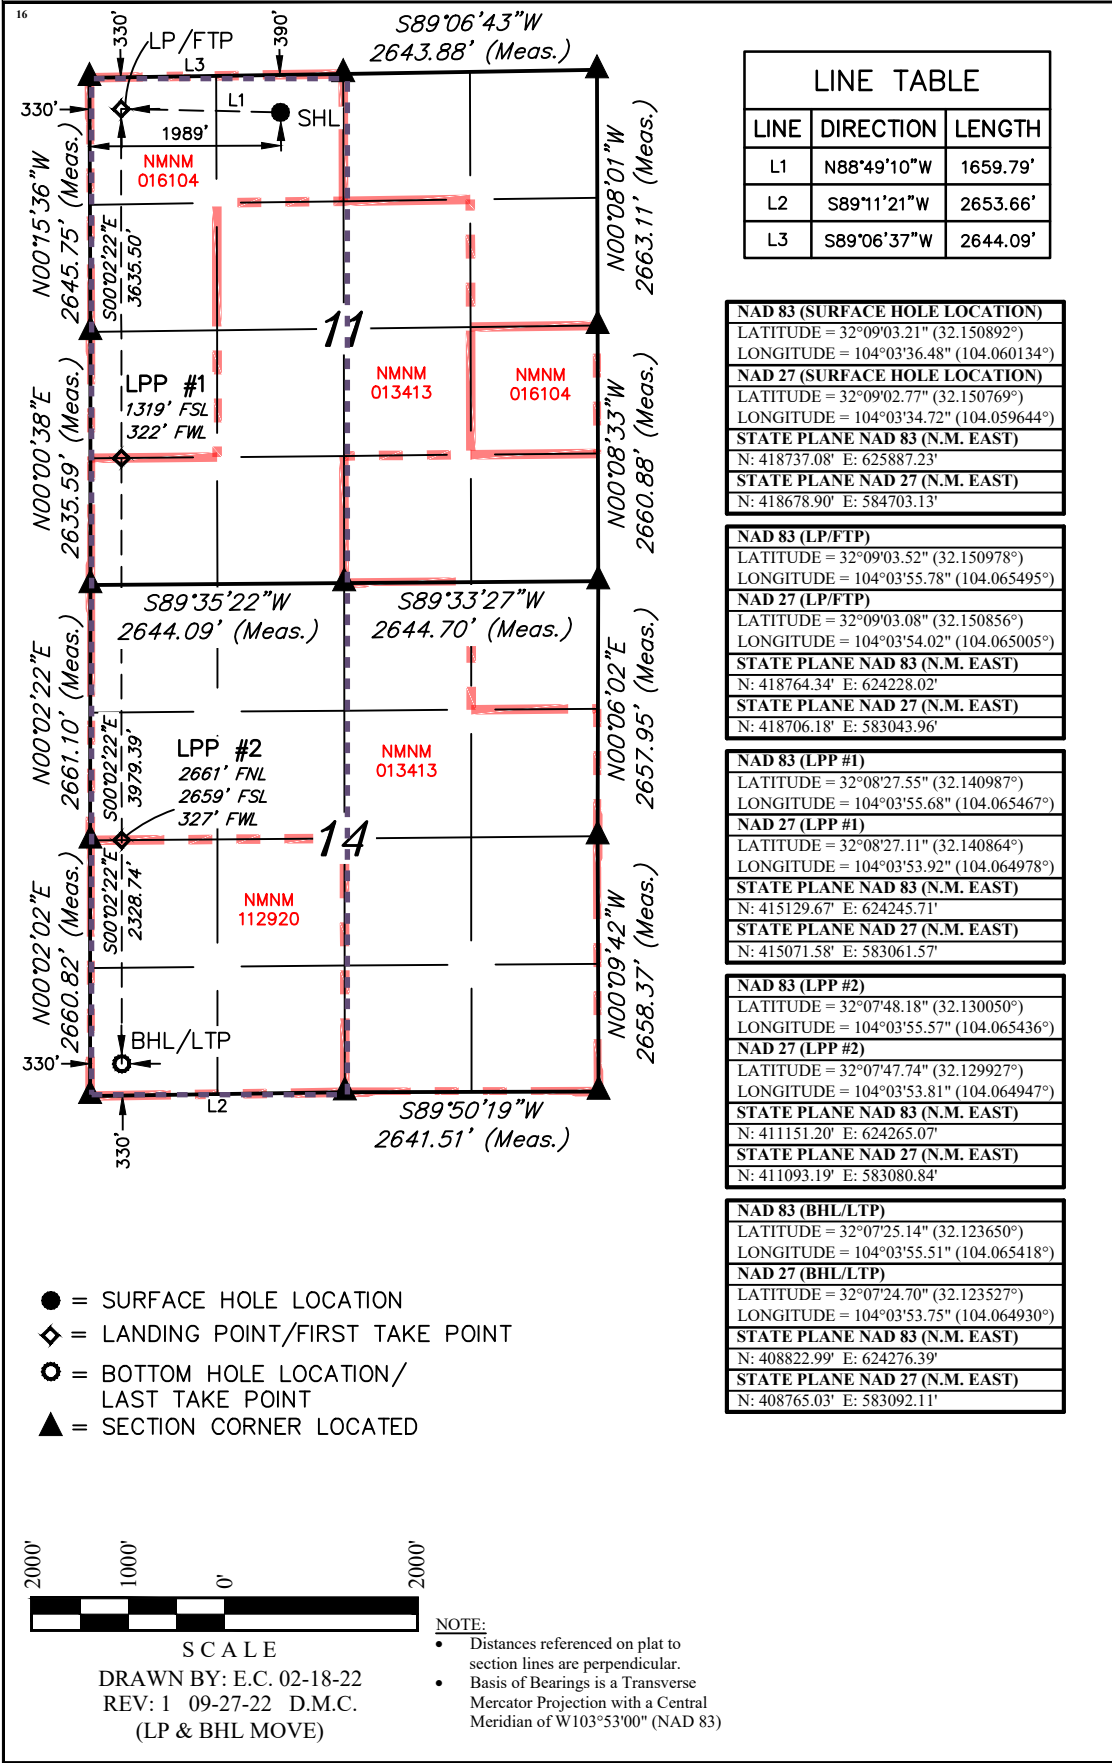 16
S89°06'43"W
2643.88' (Meas.)
330'
LP/FTP
390'
L3
330'
L1
SHL
1989'
NMNM
016104
N00°15'36"W
2645.75' (Meas.)
S00°02'22"E
3635.50'
N00°08'01"W
2663.11' (Meas.)
11
LPP #1
1319' FSL
322' FWL
NMNM
013413
NMNM
016104
N00°00'38"E
2635.59' (Meas.)
N00°08'33"W
2660.88' (Meas.)
S89°35'22"W
2644.09' (Meas.)
S89°33'27"W
2644.70' (Meas.)
N00°02'22"E
2661.10' (Meas.)
S00°02'22"E
3979.39'
N00°06'02"E
2657.95' (Meas.)
LPP #2
2661' FNL
2659' FSL
327' FWL
NMNM
013413
14
N00°02'02"E
2660.82' (Meas.)
S00°02'22"E
2328.74'
NMNM
112920
N00°09'42"W
2658.37' (Meas.)
BHL/LTP
330'
L2
330'
S89°50'19"W
2641.51' (Meas.)
LINE TABLE
LINE DIRECTION LENGTH
L1 N88°49'10"W 1659.79'
L2 S89°11'21"W 2653.66'
L3 S89°06'37"W 2644.09'
NAD 83 (SURFACE HOLE LOCATION)
LATITUDE = 32°09'03.21" (32.150892°)
LONGITUDE = 104°03'36.48" (104.060134°)
NAD 27 (SURFACE HOLE LOCATION)
LATITUDE = 32°09'02.77" (32.150769°)
LONGITUDE = 104°03'34.72" (104.059644°)
STATE PLANE NAD 83 (N.M. EAST)
N: 418737.08' E: 625887.23'
STATE PLANE NAD 27 (N.M. EAST)
N: 418678.90' E: 584703.13'
NAD 83 (LP/FTP)
LATITUDE = 32°09'03.52" (32.150978°)
LONGITUDE = 104°03'55.78" (104.065495°)
NAD 27 (LP/FTP)
LATITUDE = 32°09'03.08" (32.150856°)
LONGITUDE = 104°03'54.02" (104.065005°)
STATE PLANE NAD 83 (N.M. EAST)
N: 418764.34' E: 624228.02'
STATE PLANE NAD 27 (N.M. EAST)
N: 418706.18' E: 583043.96'
NAD 83 (LPP #1)
LATITUDE = 32°08'27.55" (32.140987°)
LONGITUDE = 104°03'55.68" (104.065467°)
NAD 27 (LPP #1)
LATITUDE = 32°08'27.11" (32.140864°)
LONGITUDE = 104°03'53.92" (104.064978°)
STATE PLANE NAD 83 (N.M. EAST)
N: 415129.67' E: 624245.71'
STATE PLANE NAD 27 (N.M. EAST)
N: 415071.58' E: 583061.57'
NAD 83 (LPP #2)
LATITUDE = 32°07'48.18" (32.130050°)
LONGITUDE = 104°03'55.57" (104.065436°)
NAD 27 (LPP #2)
LATITUDE = 32°07'47.74" (32.129927°)
LONGITUDE = 104°03'53.81" (104.064947°)
STATE PLANE NAD 83 (N.M. EAST)
N: 411151.20' E: 624265.07'
STATE PLANE NAD 27 (N.M. EAST)
N: 411093.19' E: 583080.84'
NAD 83 (BHL/LTP)
LATITUDE = 32°07'25.14" (32.123650°)
LONGITUDE = 104°03'55.51" (104.065418°)
NAD 27 (BHL/LTP)
LATITUDE = 32°07'24.70" (32.123527°)
LONGITUDE = 104°03'53.75" (104.064930°)
STATE PLANE NAD 83 (N.M. EAST)
N: 408822.99' E: 624276.39'
STATE PLANE NAD 27 (N.M. EAST)
N: 408765.03' E: 583092.11'
= SURFACE HOLE LOCATION
= LANDING POINT/FIRST TAKE POINT
= BOTTOM HOLE LOCATION/
LAST TAKE POINT
= SECTION CORNER LOCATED
2000' 1000' 0' 2000'
SCALE
DRAWN BY: E.C. 02-18-22
REV: 1 09-27-22 D.M.C.
(LP & BHL MOVE)
NOTE:
• Distances referenced on plat to
section lines are perpendicular.
• Basis of Bearings is a Transverse
Mercator Projection with a Central
Meridian of W103°53'00" (NAD 83)